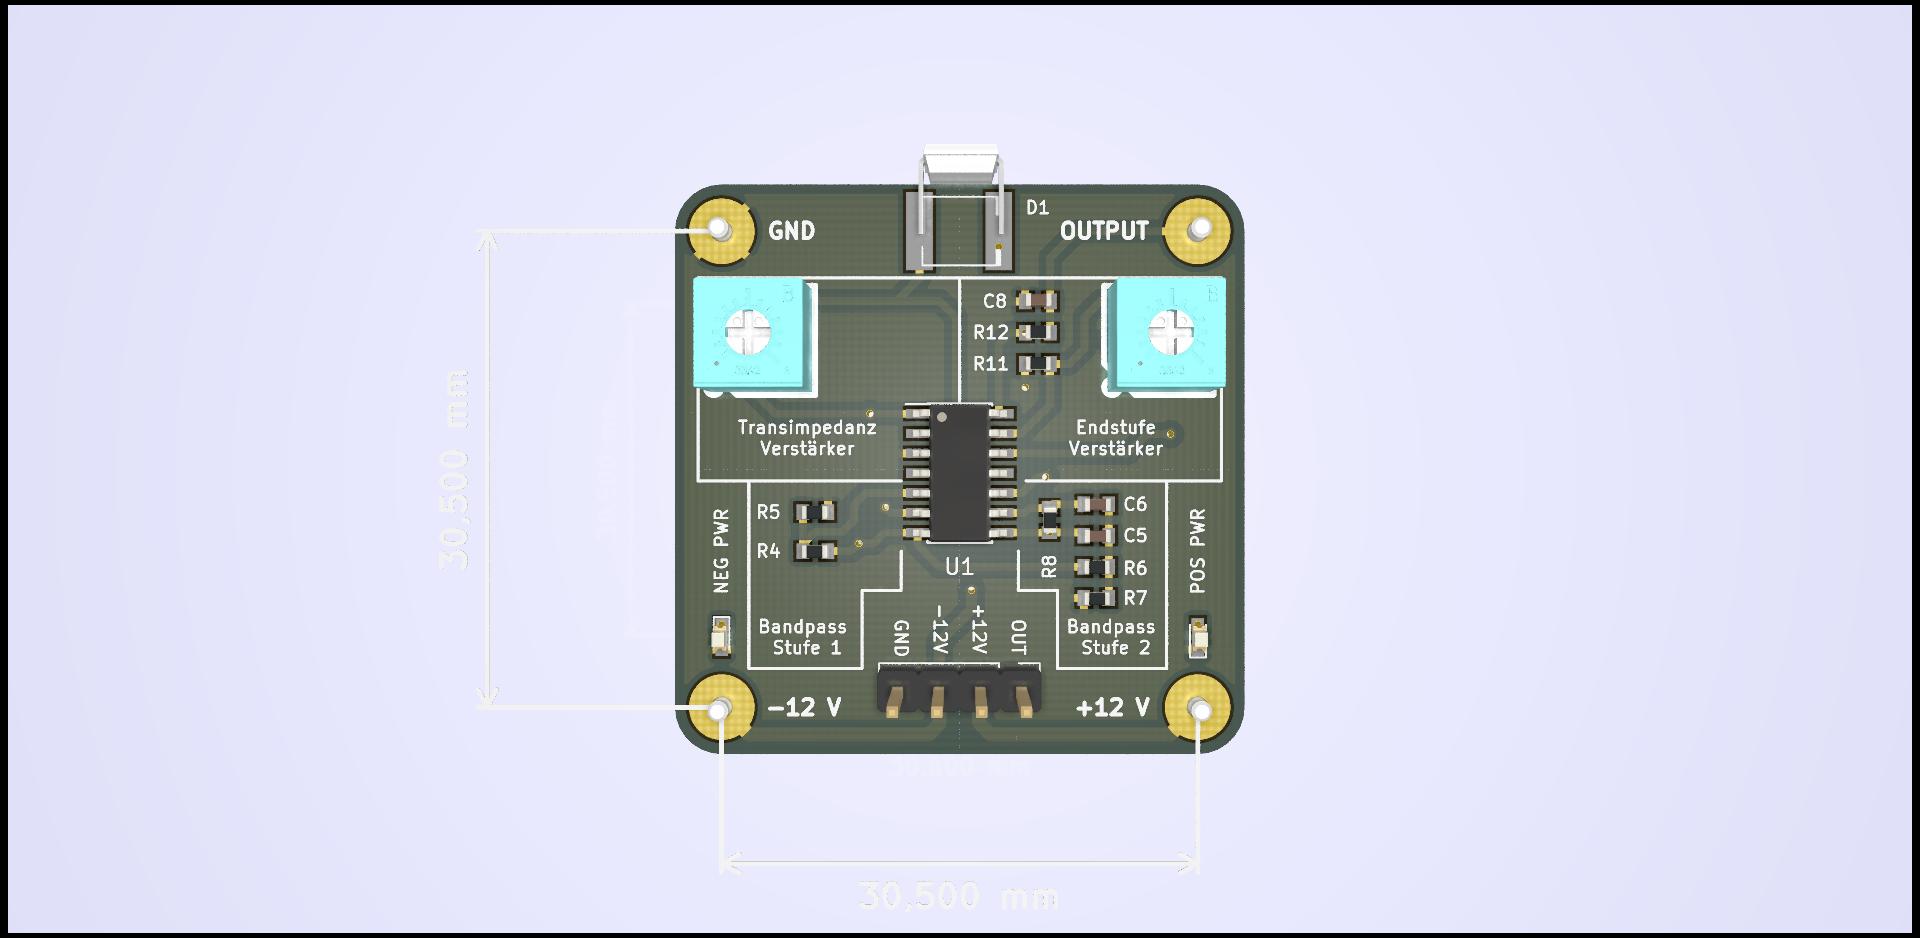 D1
GND
OUTPUT
C8
R12
R11
Transimpedanz
Verstärker
Endstufe
Verstärker
30,500 mm
NEG PWR
R5
R4
U1
R8
C6
C5
R6
R7
POS PWR
Bandpass
Stufe 1
GND
-12V
+12V
OUT
Bandpass
Stufe 2
-12 V
+12 V
30,500 mm